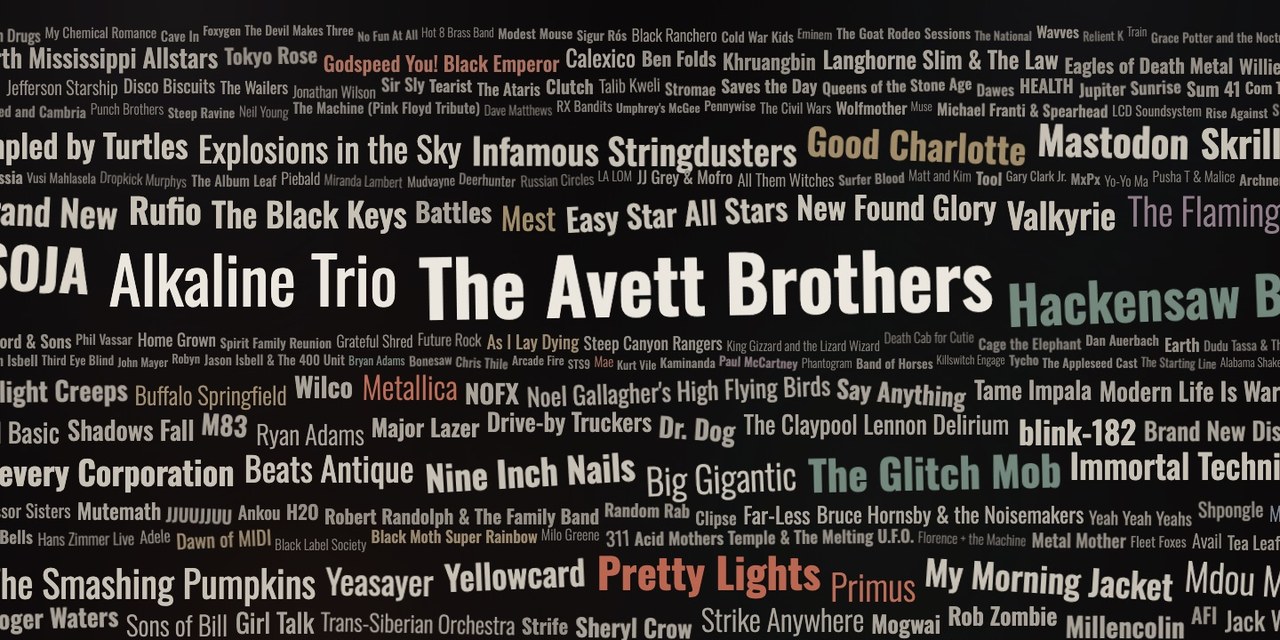 n Drugs My Chemical Romance Cave In Foxygen The Devil Makes Three No Fun At All Hot 8 Brass Band Modest Mouse Sigur Rós Black Ranchero Cold War Kids Eminem The Goat Rodeo Sessions The National Wavves Relient K Train Grace Potter and the Noct
rth Mississippi Allstars Tokyo Rose Godspeed You! Black Emperor Calexico Ben Folds Khruangbin Langhorne Slim & The Law Eagles of Death Metal Willie
Jefferson Starship Disco Biscuits The Wailers Jonathan Wilson Sir Sly Tearist The Ataris Clutch Talib Kweli Stromae Saves the Day Queens of the Stone Age Dawes HEALTH Jupiter Sunrise Sum 41 Com T
ed and Cambria Punch Brothers Steep Ravine Neil Young The Machine (Pink Floyd Tribute) Dave Matthews RX Bandits Umphrey's McGee Pennywise The Civil Wars Wolfmother Muse Michael Franti & Spearhead LCD Soundsystem Rise Against S
mpled by Turtles Explosions in the Sky Infamous Stringdusters Good Charlotte Mastodon Skrill
ssia Vusi Mahlasela Dropkick Murphys The Album Leaf Piebald Miranda Lambert Mudvayne Deerhunter Russian Circles LA LOM JJ Grey & Mofro All Them Witches Surfer Blood Matt and Kim Tool Gary Clark Jr. MxPx Yo-Yo Ma Pusha T & Malice Archne
rand New Rufio The Black Keys Battles Mest Easy Star All Stars New Found Glory Valkyrie The Flaming
SOJA Alkaline Trio The Avett Brothers Hackensaw B
ord & Sons Phil Vassar Home Grown Spirit Family Reunion Grateful Shred Future Rock As I Lay Dying Steep Canyon Rangers King Gizzard and the Lizard Wizard Death Cab for Cutie Cage the Elephant Dan Auerbach Earth Dudu Tassa & Th
n Isbell Third Eye Blind John Mayer Robyn Jason Isbell & The 400 Unit Bryan Adams Bonesaw Chris Thile Arcade Fire STS9 Mae Kurt Vile Kaminanda Paul McCartney Phantogram Band of Horses Killswitch Engage Tycho The Appleseed Cast The Starting Line Alabama Shake
light Creeps Buffalo Springfield Wilco Metallica NOFX Noel Gallagher's High Flying Birds Say Anything Tame Impala Modern Life Is War
l Basic Shadows Fall M83 Ryan Adams Major Lazer Drive-by Truckers Dr. Dog The Claypool Lennon Delirium blink-182 Brand New Dis
every Corporation Beats Antique Nine Inch Nails Big Gigantic The Glitch Mob Immortal Techni
ssor Sisters Mutemath JJUUJJUU Ankou H2O Robert Randolph & The Family Band Random Rab Clipse Far-Less Bruce Hornsby & the Noisemakers Yeah Yeah Yeahs Shpongle M
Bells Hans Zimmer Live Adele Dawn of MIDI Black Label Society Black Moth Super Rainbow Milo Greene 311 Acid Mothers Temple & The Melting U.F.O. Florence + the Machine Metal Mother Fleet Foxes Avail Tea Leaf
he Smashing Pumpkins Yeasayer Yellowcard Pretty Lights Primus My Morning Jacket Mdou M
oger Waters Sons of Bill Girl Talk Trans-Siberian Orchestra Strife Sheryl Crow Strike Anywhere Mogwai Rob Zombie Millencolin AFI Jack W